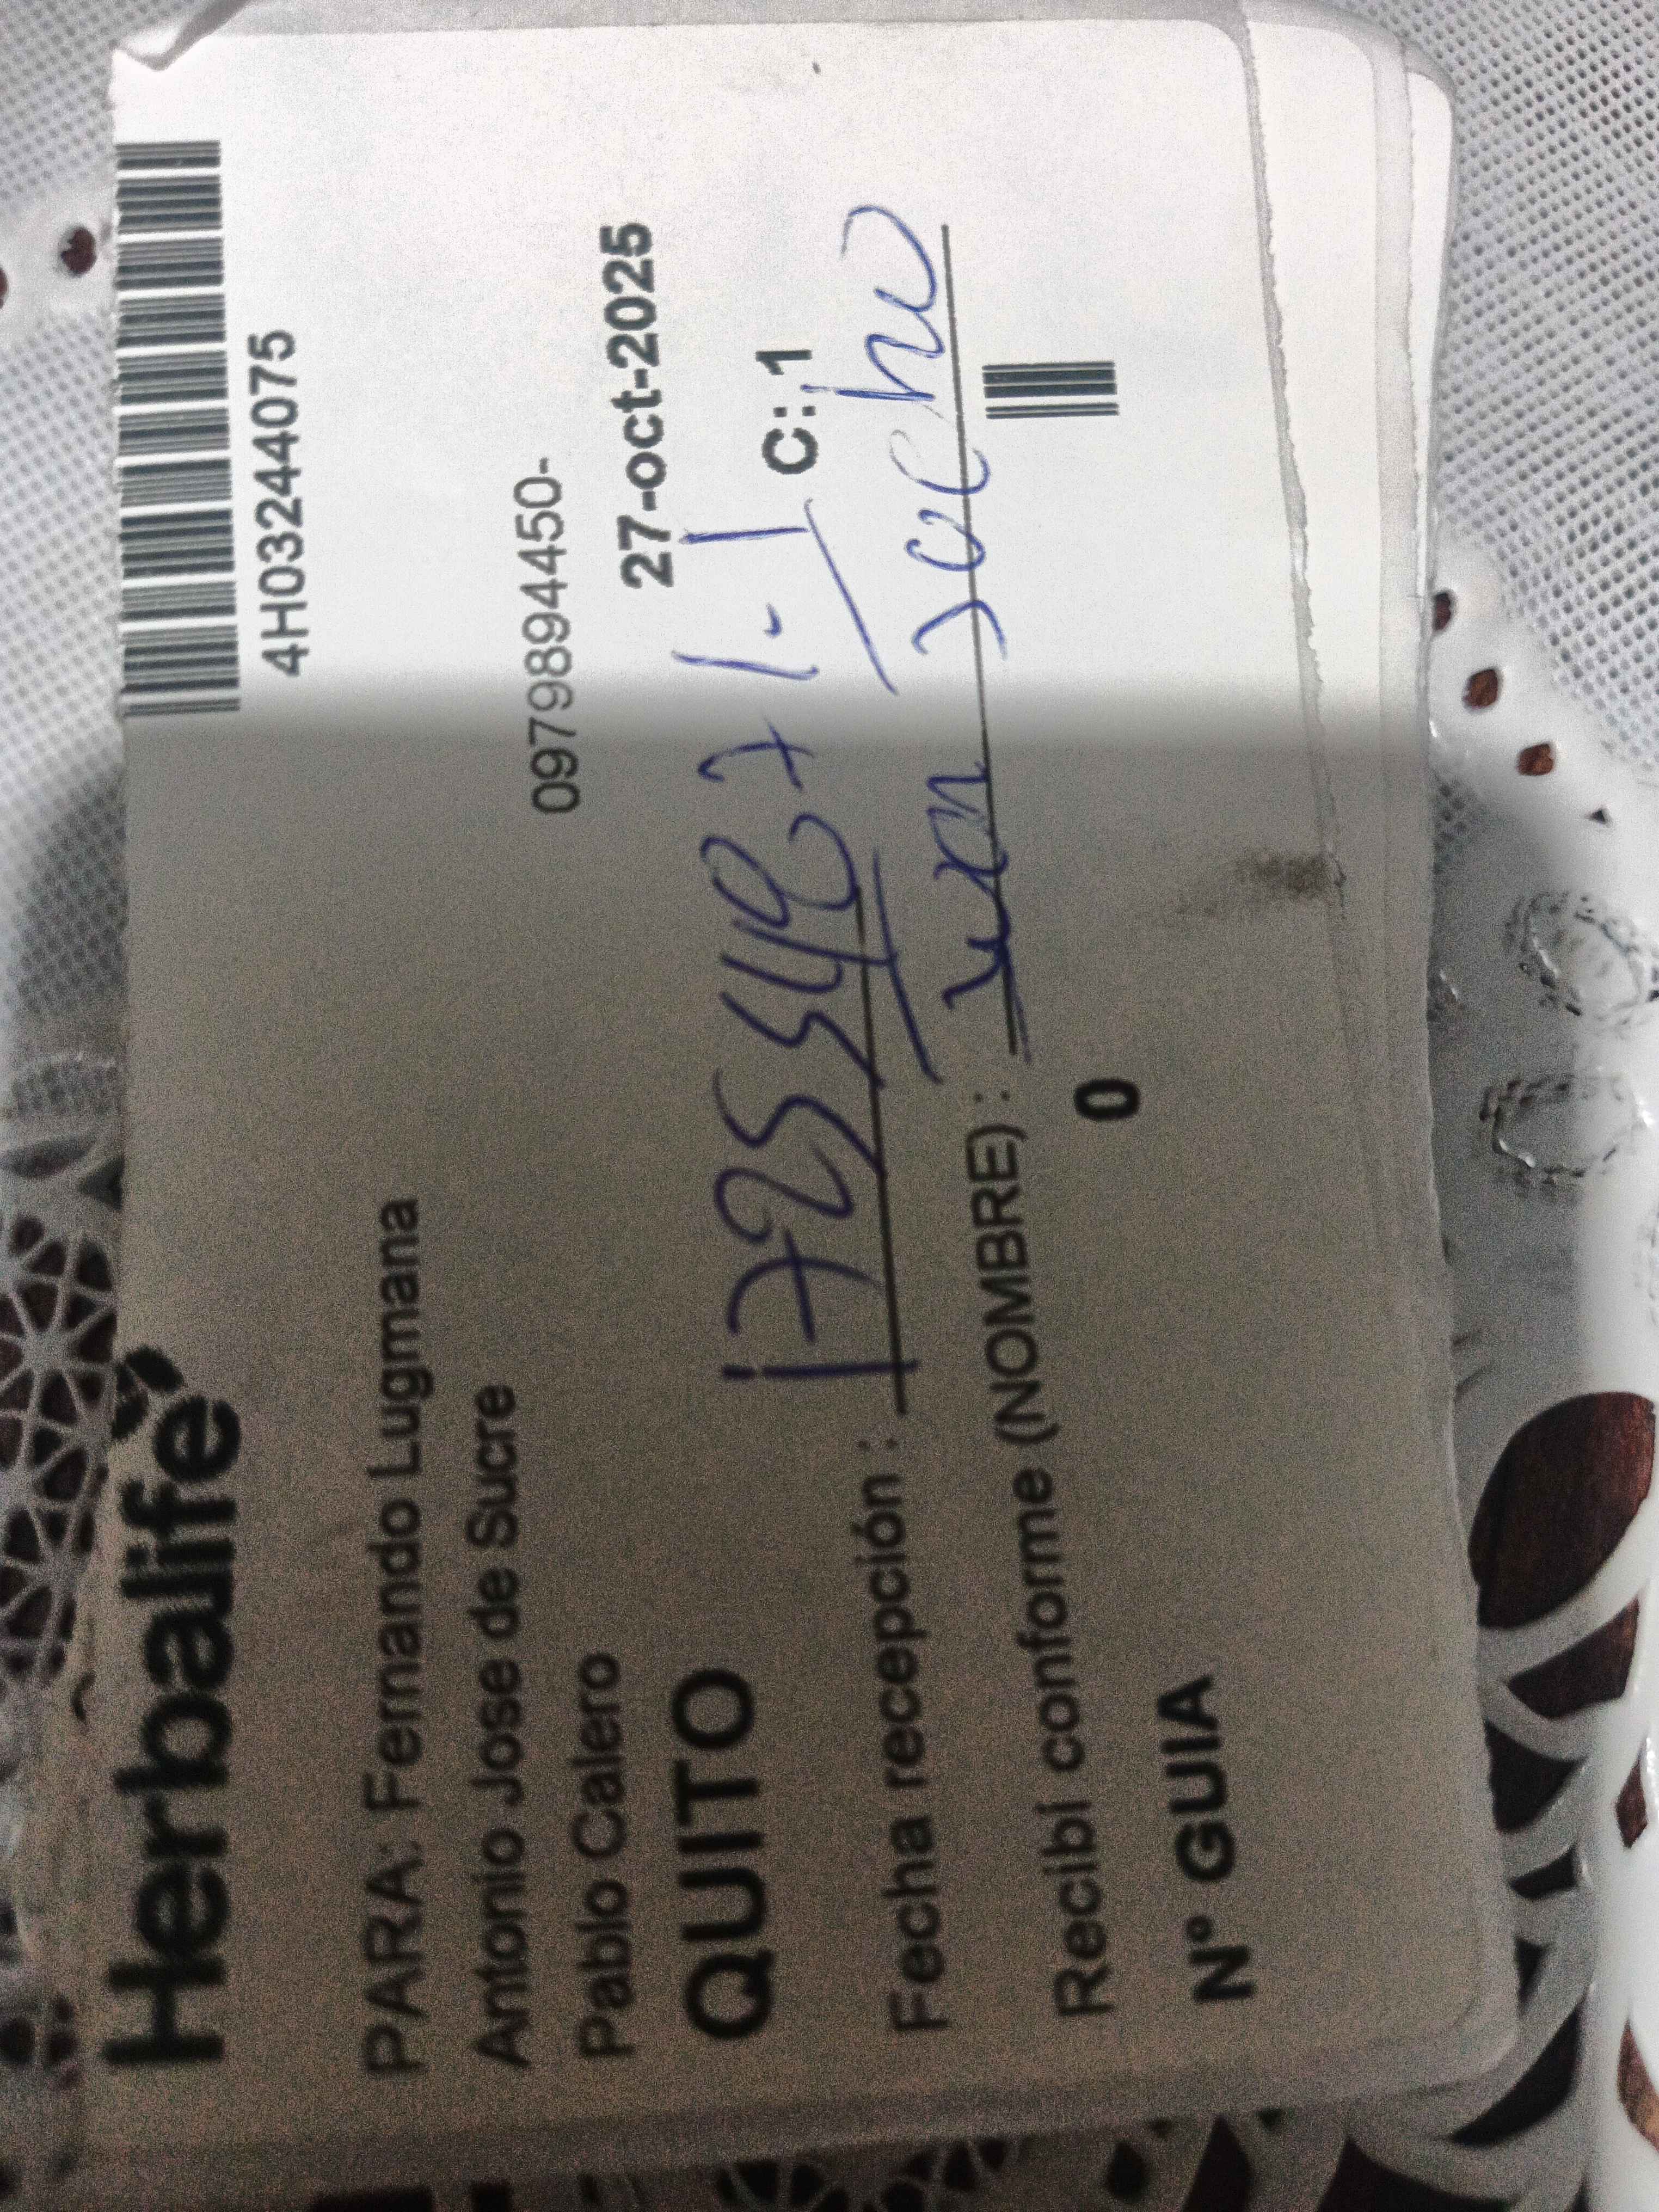 Herbalife
4H03244075
PARA: Fernando Lugmana
Antonio Jose de Sucre
0979894450-
Pablo Calero
27-oct-2025
QUITO
C: 1
Fecha recepción :
Recibi conforme (NOMBRE) :
0
Nº GUIA